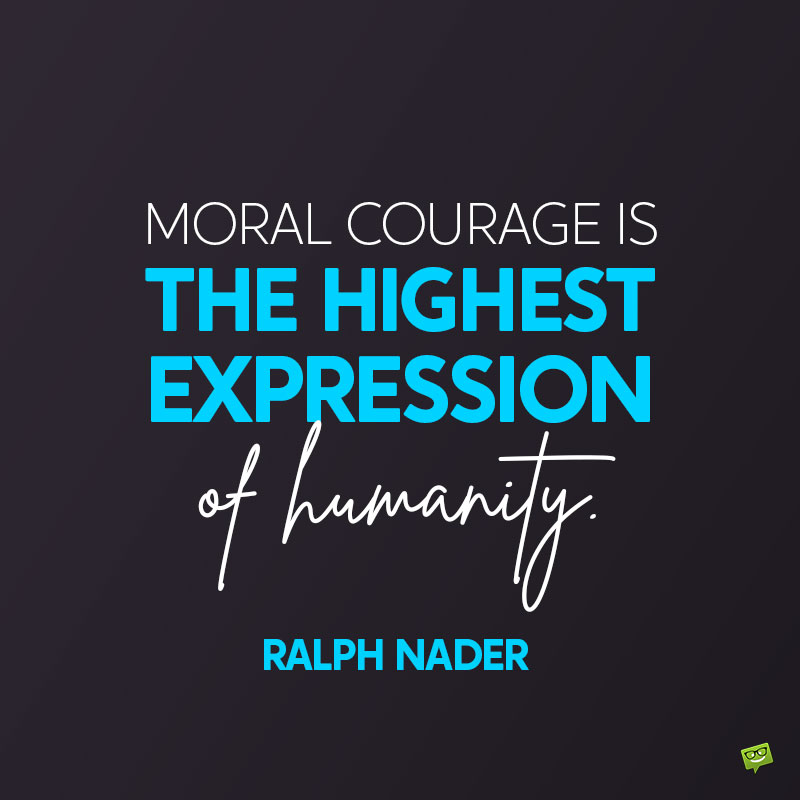 MORAL COURAGE IS
THE HIGHEST
EXPRESSION
of humanity.
RALPH NADER